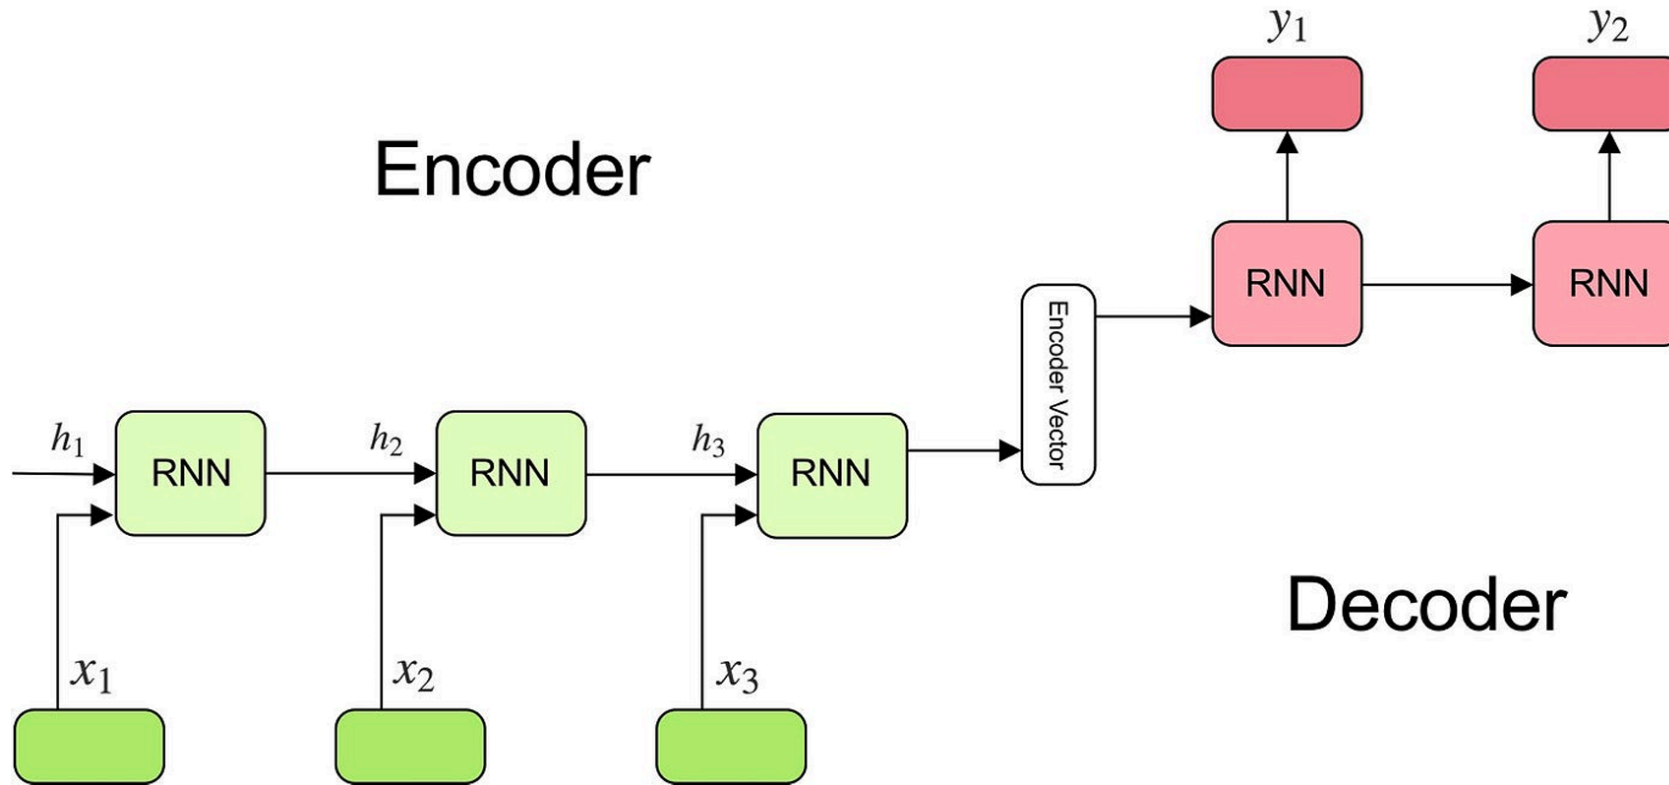 y₁ y₂
Encoder
RNN RNN
Encoder Vector
h₁ h₂ h₃
RNN RNN RNN
Decoder
x₁ x₂ x₃